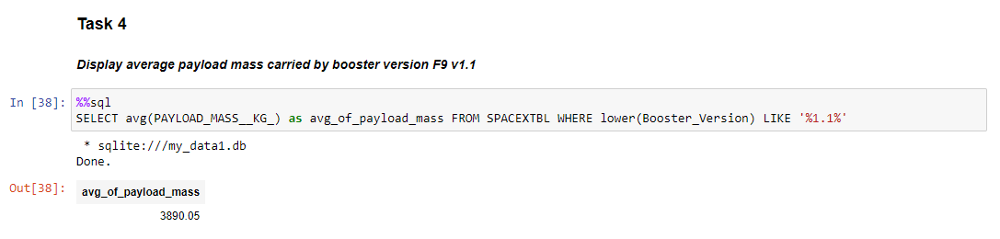 Task 4
Display average payload mass carried by booster version F9 v1.1
In [38]: %%sql
SELECT avg(PAYLOAD_MASS__KG_) as avg_of_payload_mass FROM SPACEXTBL WHERE lower(Booster_Version) LIKE '%1.1%'
* sqlite:///my_data1.db
Done.
Out[38]: avg_of_payload_mass
3890.05